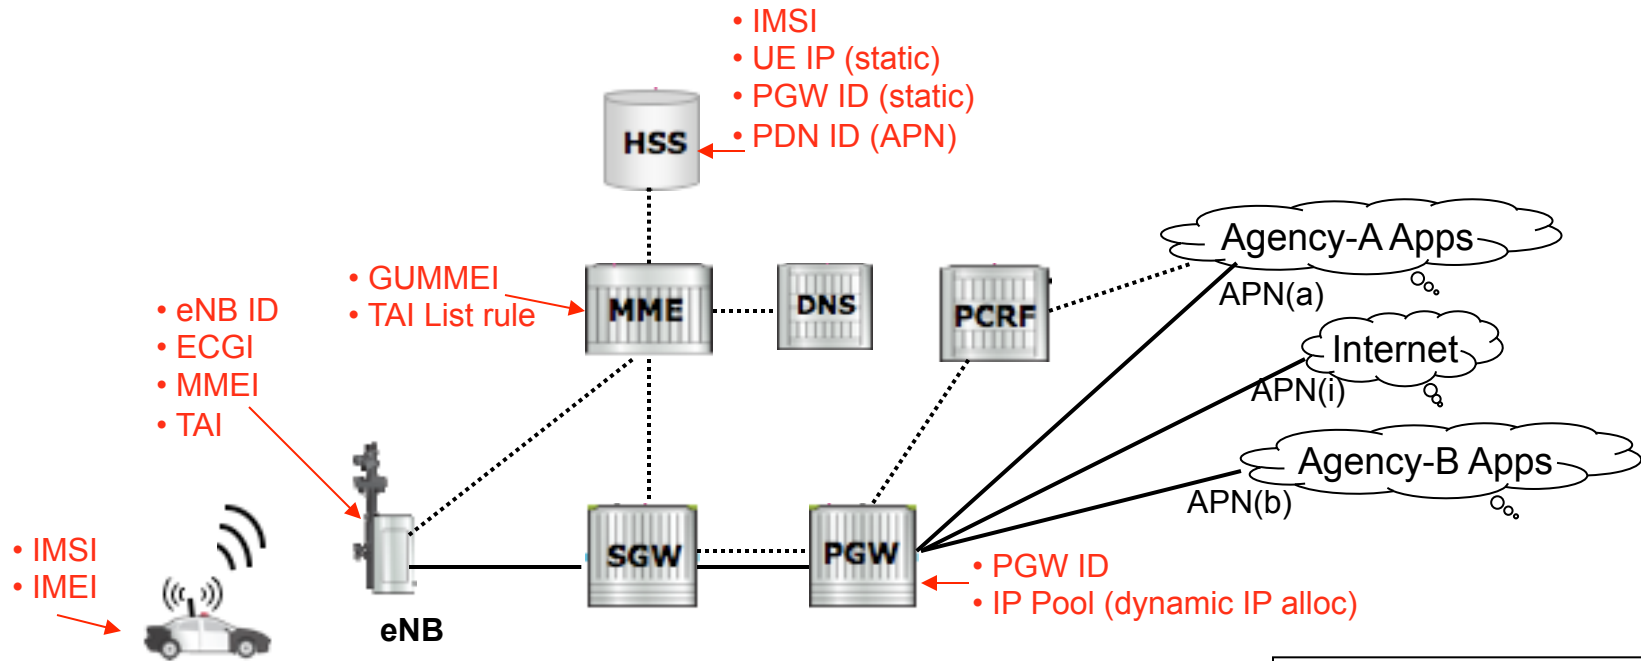 • IMSI
• UE IP (static)
• PGW ID (static)
• PDN ID (APN)
HSS
Agency-A Apps
• GUMMEI
• TAI List rule
MME
DNS
PCRF
APN(a)
• eNB ID
• ECGI
• MMEI
• TAI
Internet
APN(i)
Agency-B Apps
APN(b)
SGW
PGW
• IMSI
• IMEI
• PGW ID
• IP Pool (dynamic IP alloc)
eNB